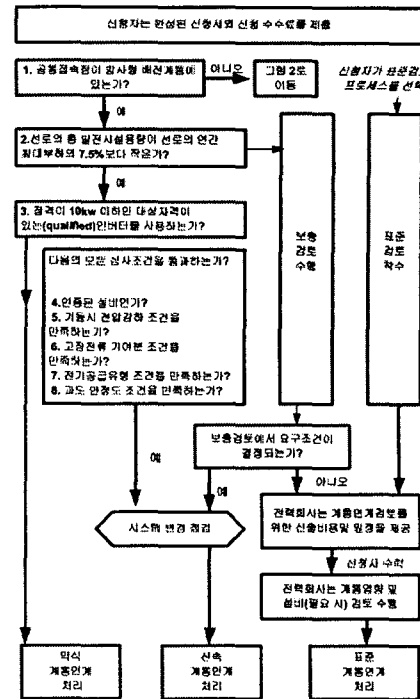 신청자는 완성된 신청서와 신청 수수료를 제출
1. 공통접속점이 방사형 배전계통에
있는가?
아니오
그림 2로
이동
신청자가 표준검토
프로세스를 선택
예
2.선로의 총 발전시설용량이 선로의 연간
최대부하의 7.5%보다 작은가?
예
3. 정격이 10kw 이하인 대상자격이
있는(qualified)인버터를 사용하는가?
다음의 모든 심사조건을 통과하는가?
4.인증된 설비인가?
5. 기동시 전압강하 조건을
만족하는가?
6. 고장전류 기여분 조건을
만족하는가?
7. 전기공급유형 조건를 만족하는가?
8. 과도 안정도 조건을 만족하는가?
보충
검토
수행
표준
검토
착수
보충검토에서 요구조건이
결정되는가?
예
예
아니오
시스템 변경 점검
전력회사는 계통연계검토를
위한 산출비용및 일정을 제공
신청자 수락
전력회사는 계통영향 및
설비(필요 시) 검토 수행
약식
계통연계
처리
신속
계통연계
처리
표준
계통연계
처리